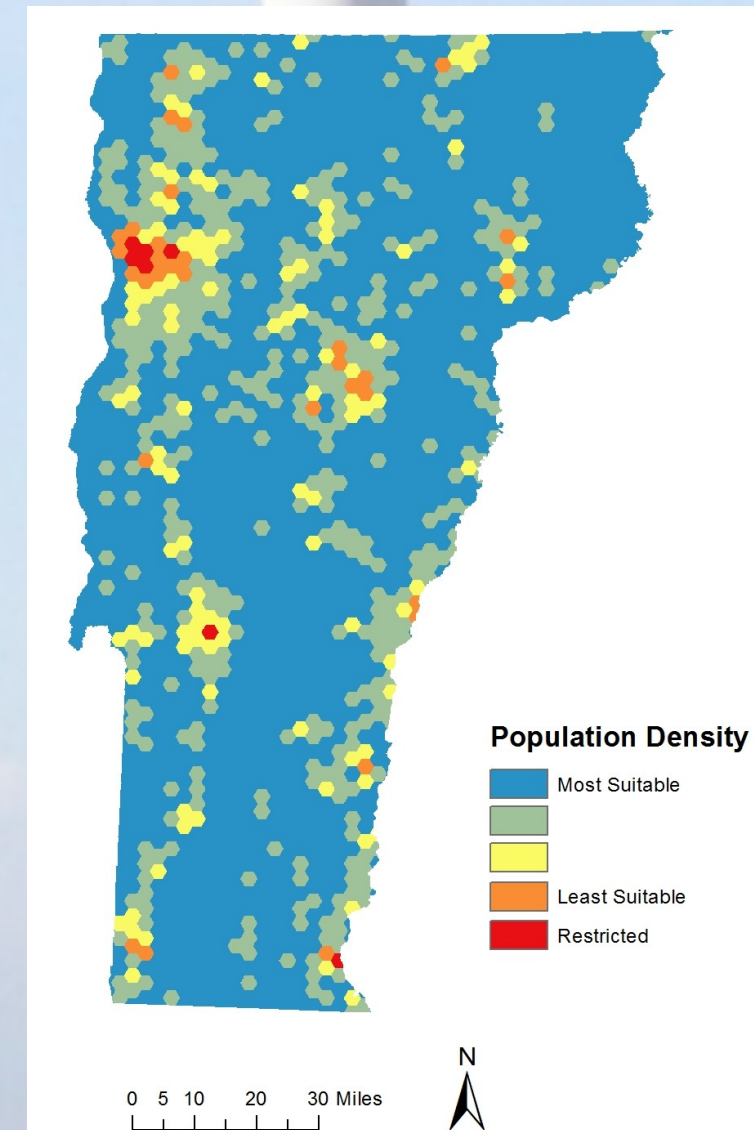 Population Density
Most Suitable
Least Suitable
Restricted
N
0 5 10 20 30 Miles